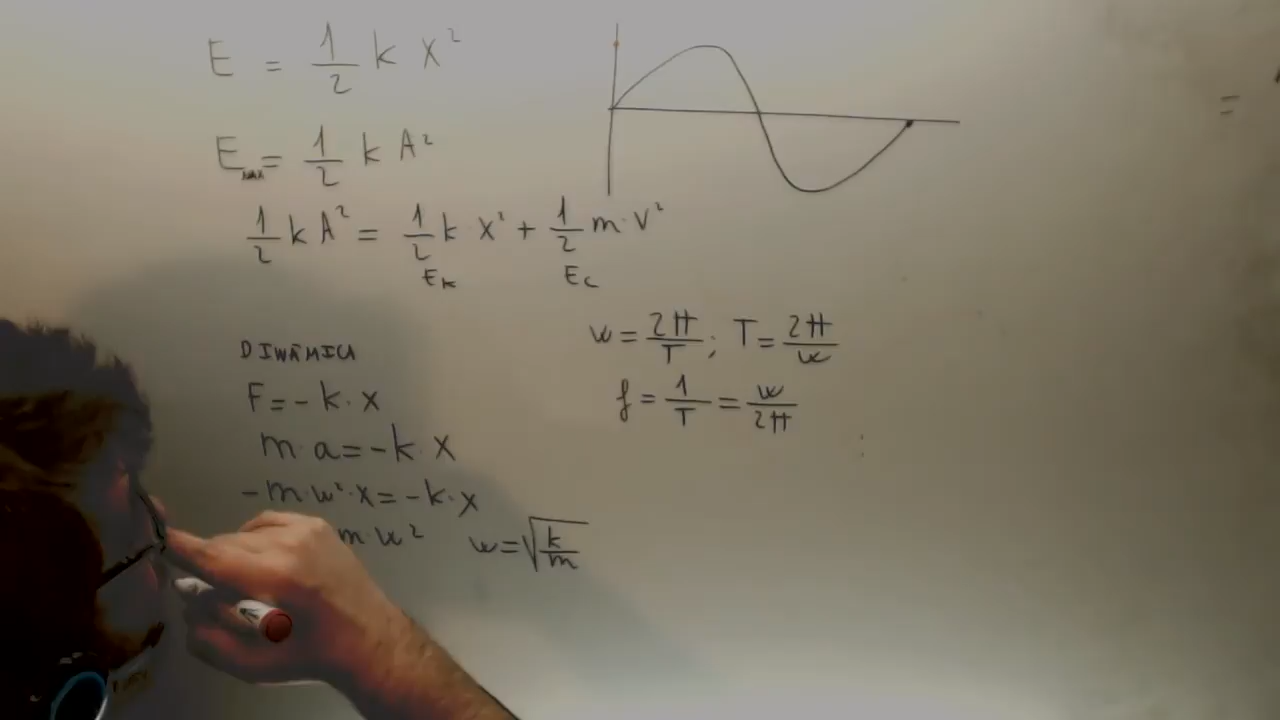 E = 1/2 k x²
E_MAX = 1/2 k A²
1/2 k A² = 1/2 k x² + 1/2 m · v²
E_k E_c
w = 2π/T ; T = 2π/w
f = 1/T = w/2π
DINÁMICA
F = - k · x
m · a = - k · x
- m · w² · x = - k · x
m · w² w = √(k/m)
=